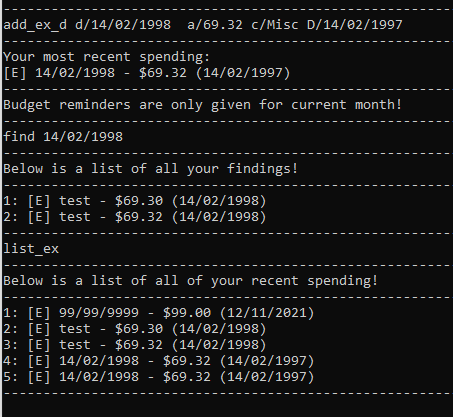 add_ex_d d/14/02/1998  a/69.32 c/Misc D/14/02/1997
Your most recent spending:
[E] 14/02/1998 - $69.32 (14/02/1997)
Budget reminders are only given for current month!
find 14/02/1998
Below is a list of all your findings!
1: [E] test - $69.30 (14/02/1998)
2: [E] test - $69.32 (14/02/1998)
list_ex
Below is a list of all of your recent spending!
1: [E] 99/99/9999 - $99.00 (12/11/2021)
2: [E] test - $69.30 (14/02/1998)
3: [E] test - $69.32 (14/02/1998)
4: [E] 14/02/1998 - $69.32 (14/02/1997)
5: [E] 14/02/1998 - $69.32 (14/02/1997)